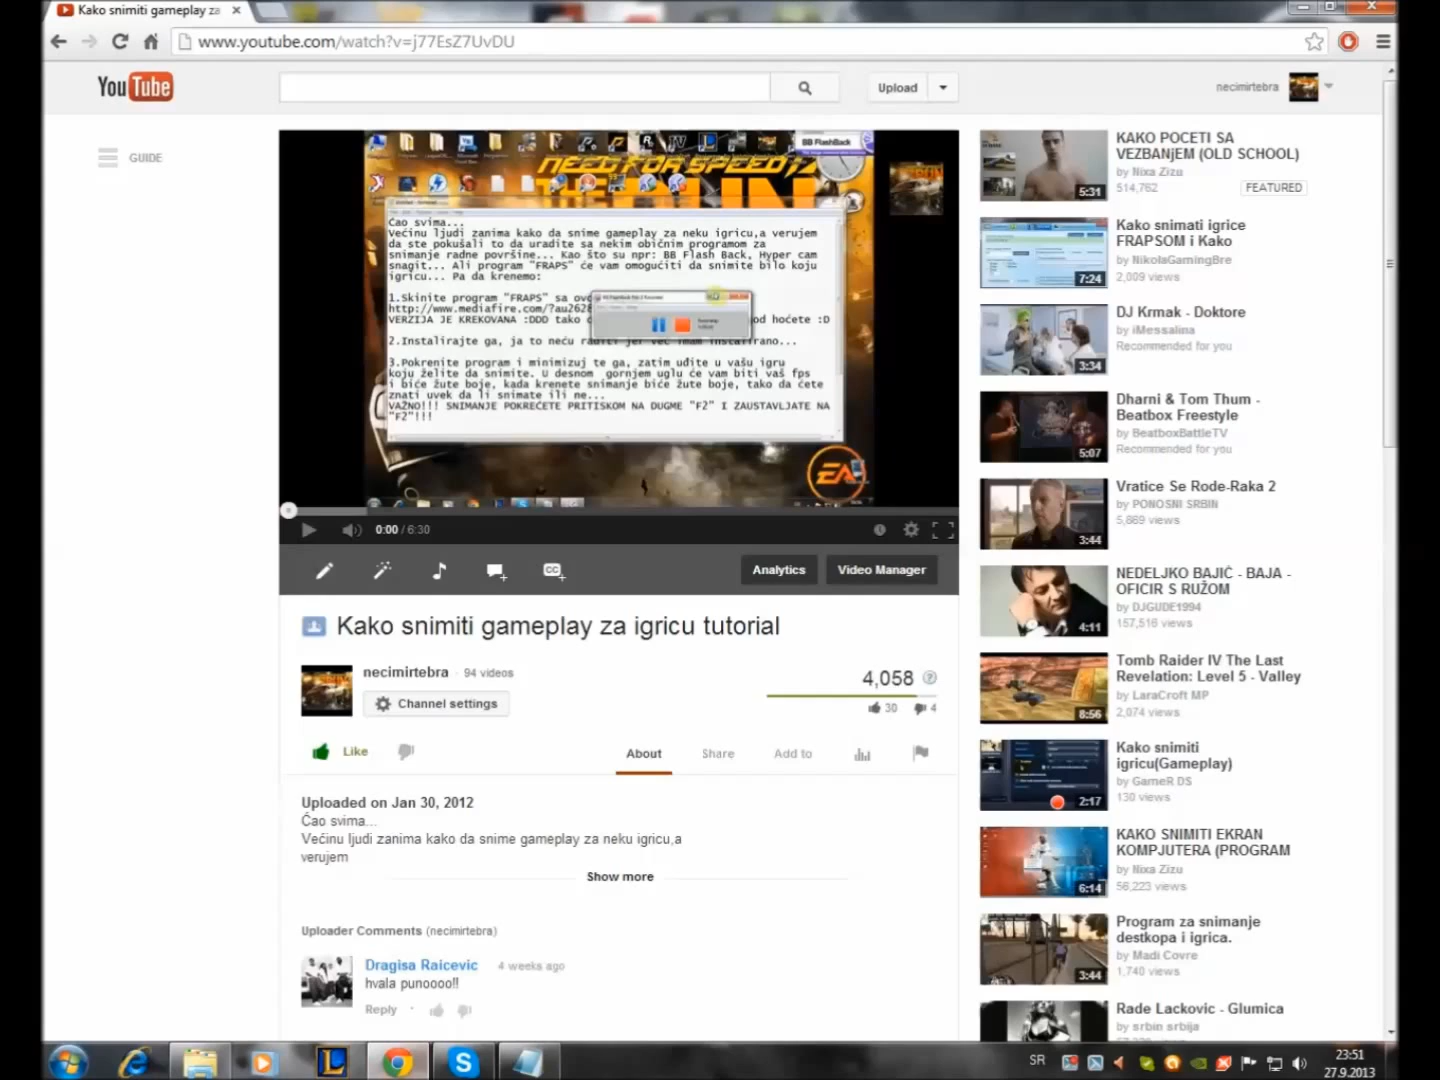 Kako snimiti gameplay za
www.youtube.com/watch?v=j77EsZ7UvDU
YouTube
Upload
necimirtebra
GUIDE
NEED FOR SPEED
THE RUN
BB FlashBack
Ćao svima...
Većinu ljudi zanima kako da snime gameplay za neku igricu,a verujem
da ste pokušali to da uradite sa nekim običnim programom za
snimanje radne površine... Kao što su npr: BB Flash Back, Hyper cam
snagit... Ali program "FRAPS" će vam omogućiti da snimite bilo koju
igricu... Pa da krenemo:
1.Skinite program "FRAPS" sa ovo
http://www.mediafire.com/?au2628
VERZIJA JE KREKOVANA :DDD tako god hoćete :D
2.Instalirajte ga, ja to neću raditi jer već imam instalirano...
3.Pokrenite program i minimizuj te ga, zatim uđite u vašu igru
koju želite da snimite. U desnom gornjem uglu će vam biti vaš fps
i biće žute boje, kada krenete snimanje biće žute boje, tako da ćete
znati uvek da li snimate ili ne...
VAŽNO!!! SNIMANJE POKREĆETE PRITISKOM NA DUGME "F2" I ZAUSTAVLJATE NA
"F2"!!!
EA
0:00 / 6:30
CC
Analytics
Video Manager
Kako snimiti gameplay za igricu tutorial
necimirtebra · 94 videos
Channel settings
4,058
30
4
Like
About
Share
Add to
Uploaded on Jan 30, 2012
Ćao svima...
Većinu ljudi zanima kako da snime gameplay za neku igricu,a
verujem
Show more
Uploader Comments (necimirtebra)
Dragisa Raicevic 4 weeks ago
hvala punoooo!!
Reply ·
KAKO POCETI SA
VEZBANjEM (OLD SCHOOL)
by Nixa Zizu
514,762
FEATURED
5:31
Kako snimati igrice
FRAPSOM i Kako
by NikolaGamingBre
2,009 views
7:24
DJ Krmak - Doktore
by iMessalina
Recommended for you
3:34
Dharni & Tom Thum -
Beatbox Freestyle
by BeatboxBattleTV
Recommended for you
5:07
Vratice Se Rode-Raka 2
by PONOSNI SRBIN
5,869 views
3:44
NEDELJKO BAJIĆ - BAJA -
OFICIR S RUŽOM
by DJGUDE1994
157,516 views
4:11
Tomb Raider IV The Last
Revelation: Level 5 - Valley
by LaraCroft MP
2,074 views
8:56
Kako snimiti
igricu(Gameplay)
by GameR DS
130 views
2:17
KAKO SNIMITI EKRAN
KOMPJUTERA (PROGRAM
by Nixa Zizu
56,223 views
6:14
Program za snimanje
destkopa i igrica.
by Madi Covre
1,740 views
3:44
Rade Lackovic - Glumica
by srbin srbija
SR
23:51
27.9.2013